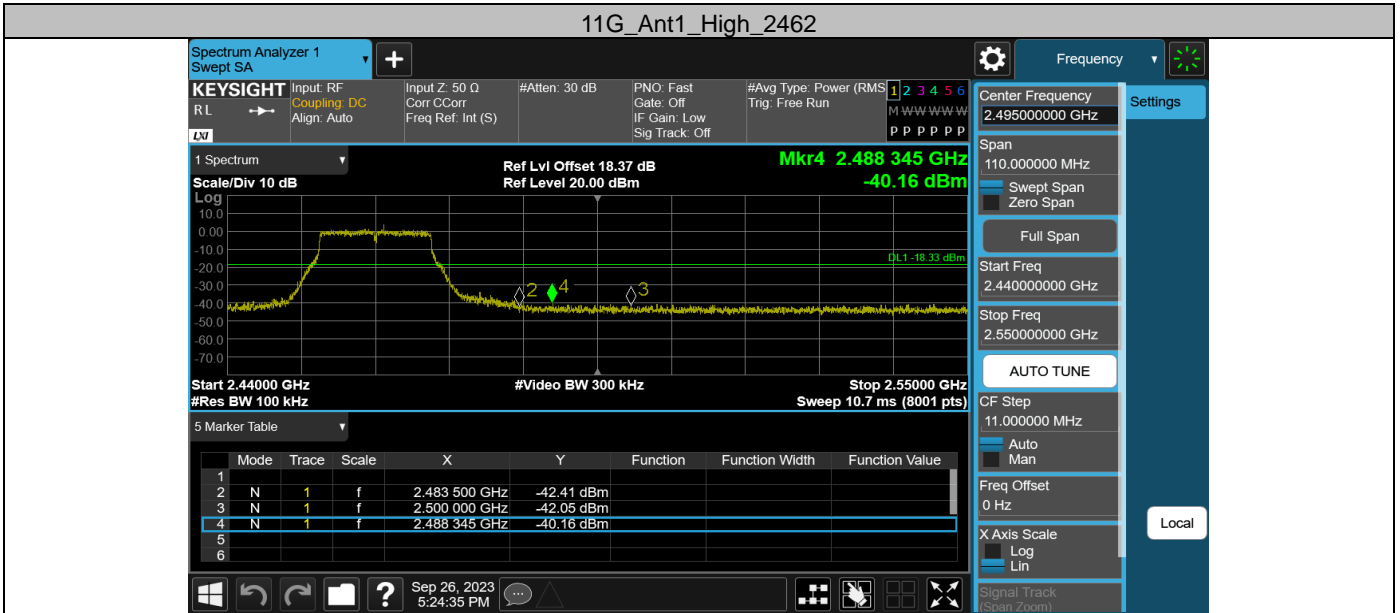 11G_Ant1_High_2462
Spectrum Analyzer 1
Swept SA
+
Frequency
KEYSIGHT
R L
LXI
Input: RF
Coupling: DC
Align: Auto
Input Z: 50 Ω
Corr CCorr
Freq Ref: Int (S)
#Atten: 30 dB
PNO: Fast
Gate: Off
IF Gain: Low
Sig Track: Off
#Avg Type: Power (RMS
Trig: Free Run
1 2 3 4 5 6
M W W W W W
P P P P P P
1 Spectrum
Scale/Div 10 dB
Log
Ref Lvl Offset 18.37 dB
Ref Level 20.00 dBm
Mkr4 2.488 345 GHz
-40.16 dBm
10.0
0.00
-10.0
-20.0
-30.0
-40.0
-50.0
-60.0
-70.0
DL1 -18.33 dBm
2
4
3
Start 2.44000 GHz
#Res BW 100 kHz
#Video BW 300 kHz
Stop 2.55000 GHz
Sweep 10.7 ms (8001 pts)
5 Marker Table
Mode Trace Scale X Y Function Function Width Function Value
1
2 N 1 f 2.483 500 GHz -42.41 dBm
3 N 1 f 2.500 000 GHz -42.05 dBm
4 N 1 f 2.488 345 GHz -40.16 dBm
5
6
?
Sep 26, 2023
5:24:35 PM
Center Frequency
2.495000000 GHz
Span
110.000000 MHz
Swept Span
Zero Span
Full Span
Start Freq
2.440000000 GHz
Stop Freq
2.550000000 GHz
AUTO TUNE
CF Step
11.000000 MHz
Auto
Man
Freq Offset
0 Hz
X Axis Scale
Log
Lin
Signal Track
(Span Zoom)
Settings
Local